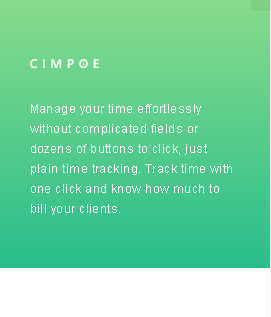 CIMPOE
Manage your time effortlessly
without complicated fields or
dozens of buttons to click, just
plain time tracking. Track time with
one click and know how much to
bill your clients.